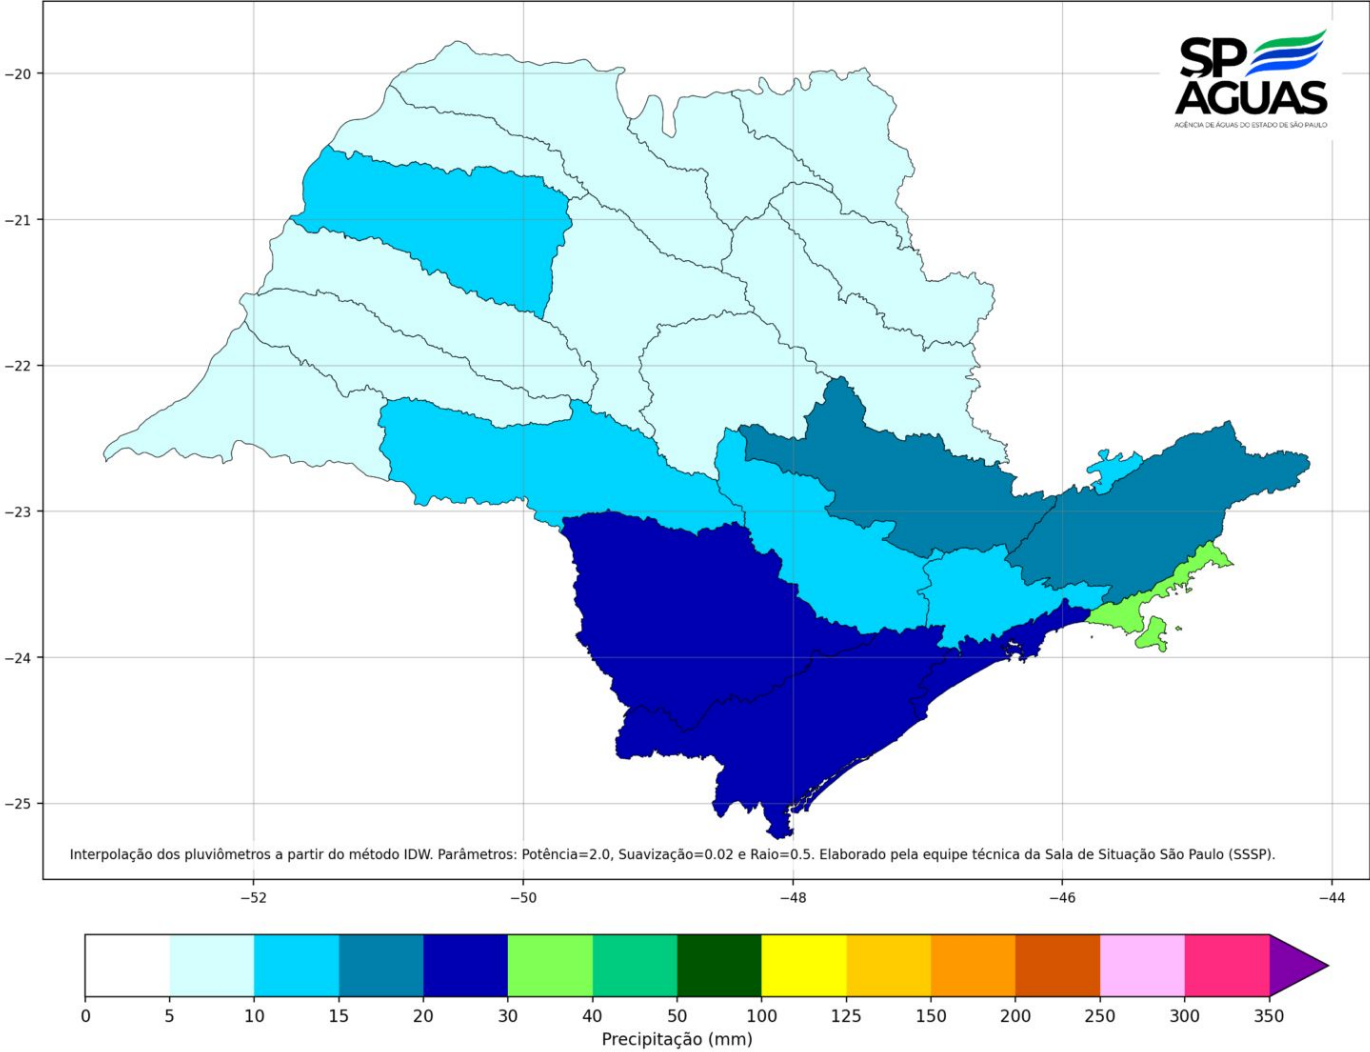 SP
ÁGUAS
AGÊNCIA DE ÁGUAS DO ESTADO DE SÃO PAULO
−20
−21
−22
−23
−24
−25
Interpolação dos pluviômetros a partir do método IDW. Parâmetros: Potência=2.0, Suavização=0.02 e Raio=0.5. Elaborado pela equipe técnica da Sala de Situação São Paulo (SSSP).
−52 −50 −48 −46 −44
0 5 10 15 20 30 40 50 100 125 150 200 250 300 350
Precipitação (mm)